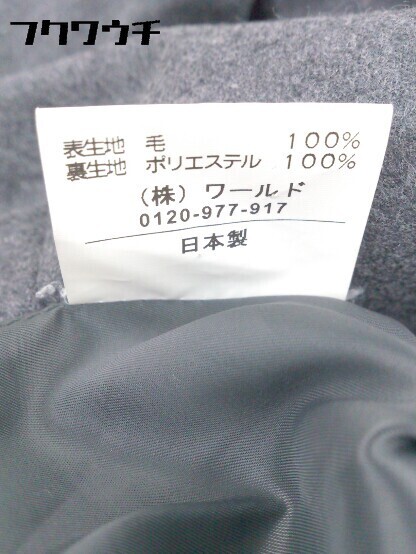 フクワウチ
表生地 毛 100%
裏生地 ポリエステル 100%
(株) ワールド
0120-977-917
日本製